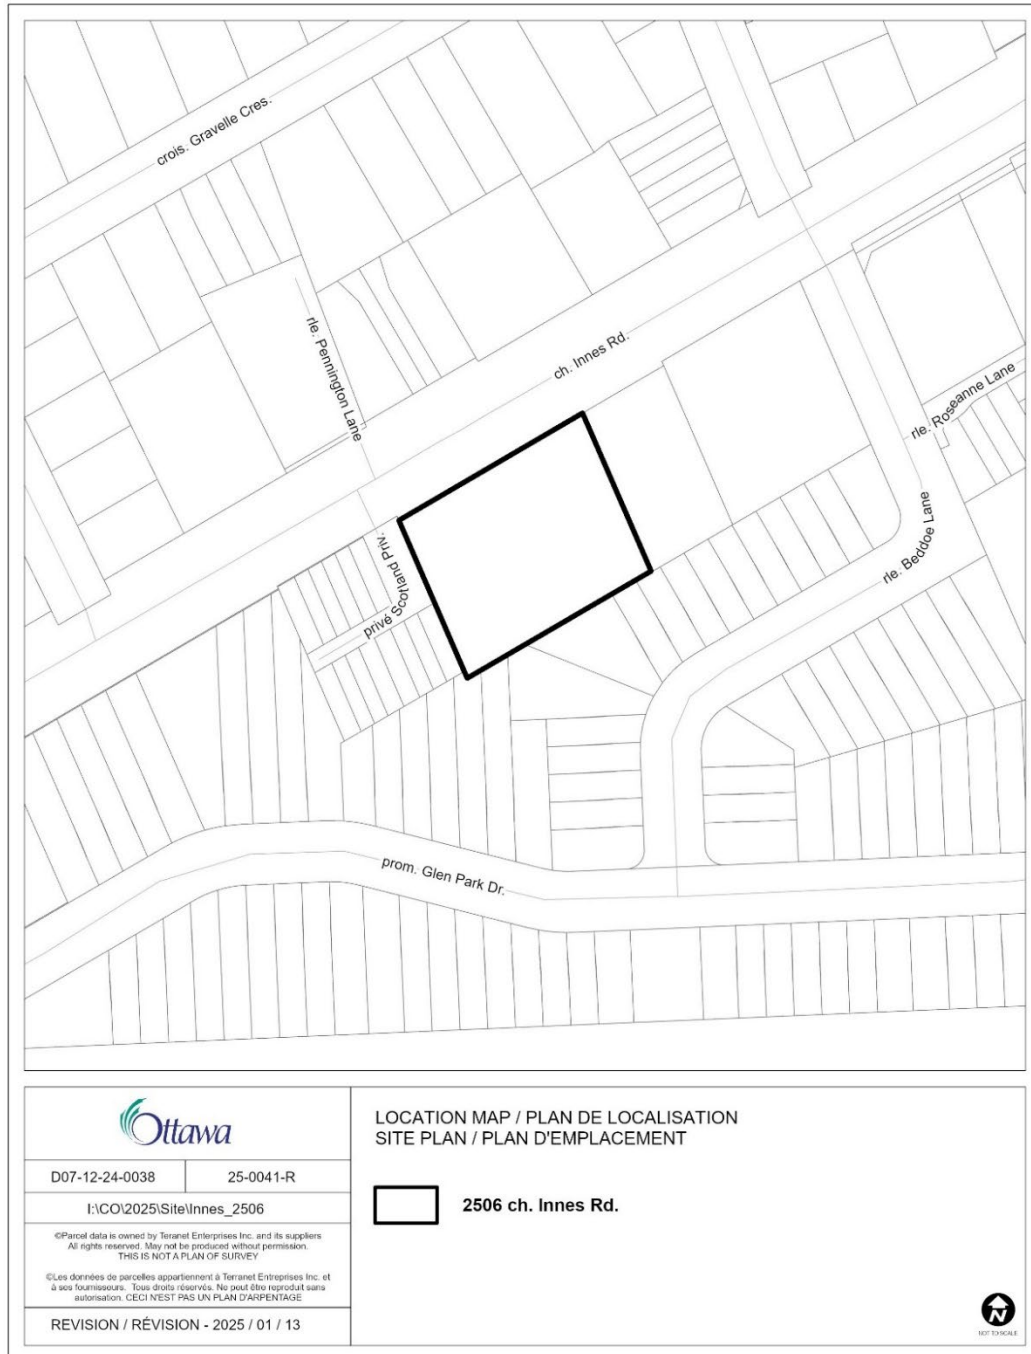 crois. Gravelle Cres.
rle. Pennington Lane
ch. Innes Rd.
rle. Roseanne Lane
privé Scotland Priv.
rle. Beddoe Lane
prom. Glen Park Dr.
Ottawa
D07-12-24-0038
25-0041-R
I:\CO\2025\Site\Innes_2506
©Parcel data is owned by Teranet Enterprises Inc. and its suppliers
All rights reserved. May not be produced without permission.
THIS IS NOT A PLAN OF SURVEY
©Les données de parcelles appartiennent à Terranet Entreprises Inc. et
à ses fournisseurs. Tous droits réservés. Ne peut être reproduit sans
autorisation. CECI N'EST PAS UN PLAN D'ARPENTAGE
REVISION / RÉVISION - 2025 / 01 / 13
LOCATION MAP / PLAN DE LOCALISATION
SITE PLAN / PLAN D'EMPLACEMENT
2506 ch. Innes Rd.
N
NOT TO SCALE